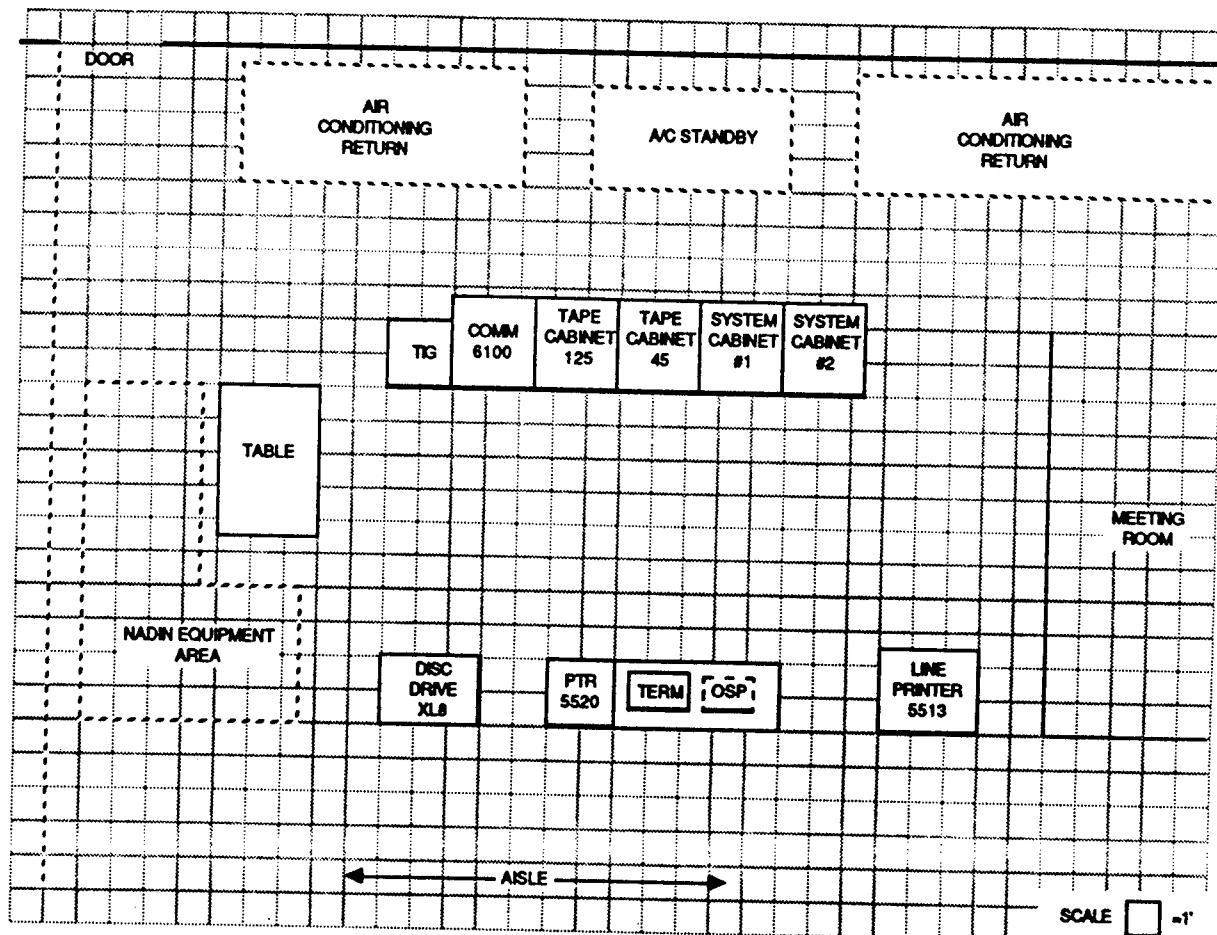 DOOR
AIR
CONDITIONING
RETURN
A/C STANDBY
AIR
CONDITIONING
RETURN
TIG
COMM
6100
TAPE
CABINET
125
TAPE
CABINET
45
SYSTEM
CABINET
#1
SYSTEM
CABINET
#2
TABLE
MEETING
ROOM
NADIN EQUIPMENT
AREA
DISC
DRIVE
XL8
PTR
5520
TERM
OSP
LINE
PRINTER
5513
AISLE
SCALE =1'